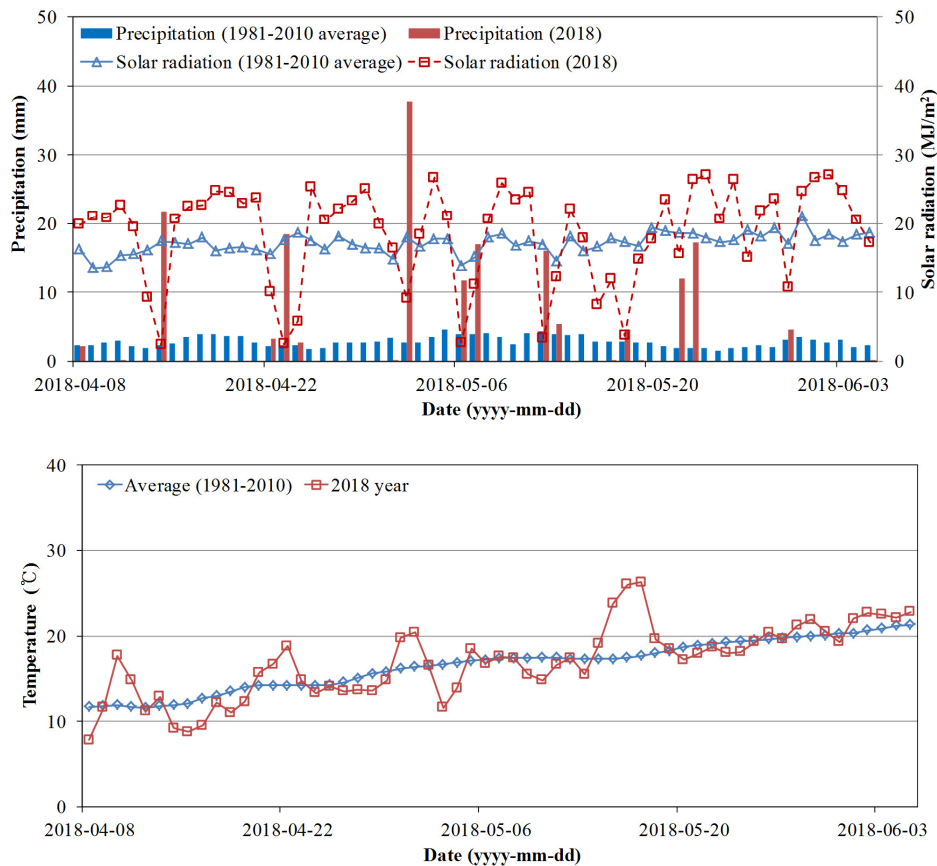 50
40
30
20
10
0
Precipitation (mm)
Precipitation (1981-2010 average)
Precipitation (2018)
Solar radiation (1981-2010 average)
Solar radiation (2018)
50
40
30
20
10
0
Solar radiation (MJ/m²)
2018-04-08
2018-04-22
2018-05-06
2018-05-20
2018-06-03
Date (yyyy-mm-dd)
40
30
20
10
0
Temperature (℃)
Average (1981-2010)
2018 year
2018-04-08
2018-04-22
2018-05-06
2018-05-20
2018-06-03
Date (yyyy-mm-dd)